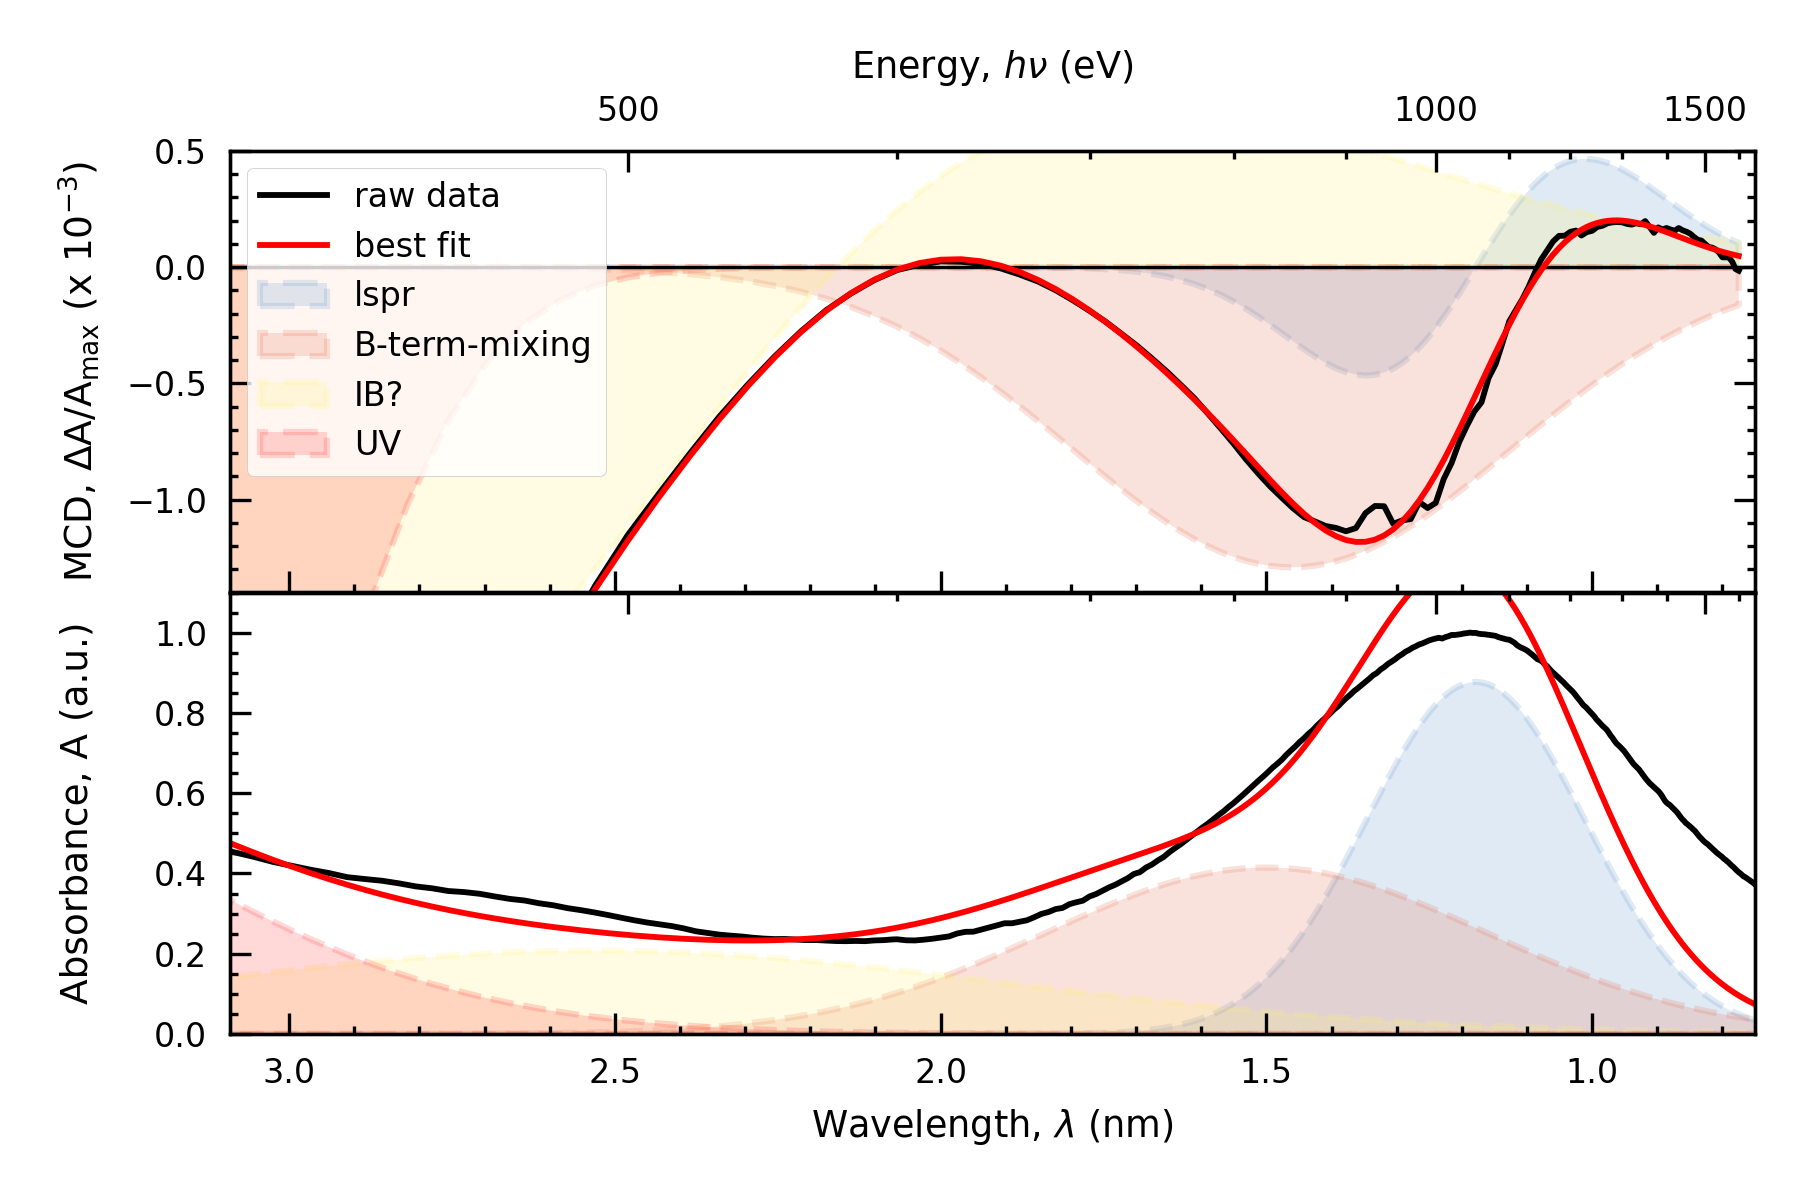 Energy, hν (eV)
500 1000 1500
MCD, ΔA/Amax (x 10⁻³)
0.5
0.0
−0.5
−1.0
raw data
best fit
lspr
B-term-mixing
IB?
UV
Absorbance, A (a.u.)
1.0
0.8
0.6
0.4
0.2
0.0
3.0 2.5 2.0 1.5 1.0
Wavelength, λ (nm)